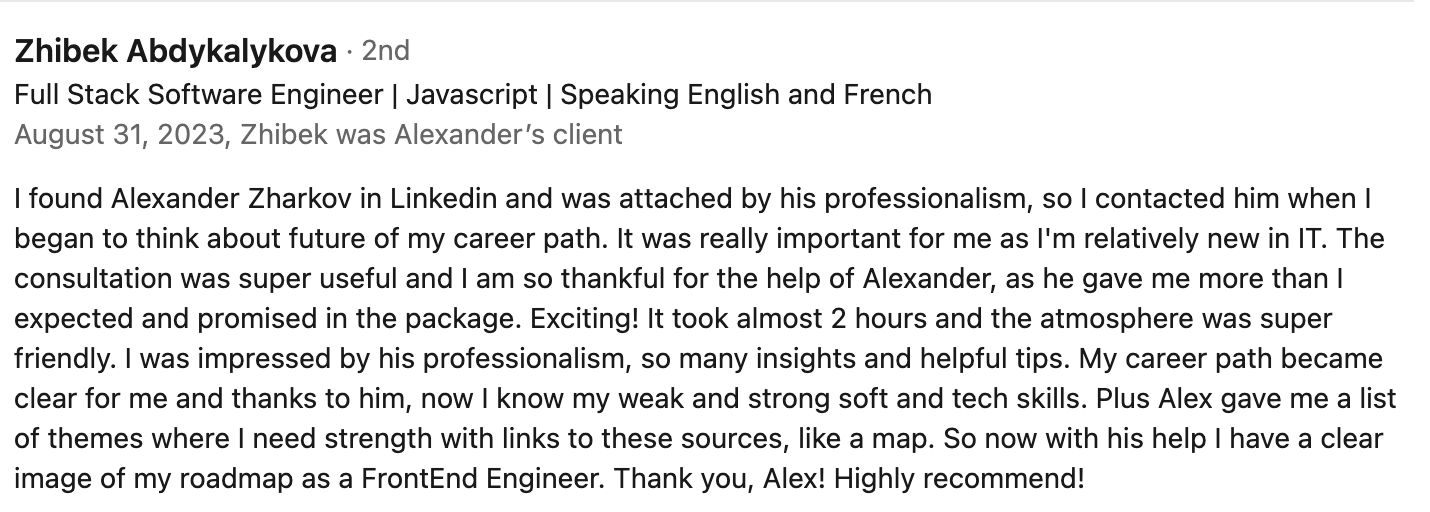 Zhibek Abdykalykova · 2nd
Full Stack Software Engineer | Javascript | Speaking English and French
August 31, 2023, Zhibek was Alexander’s client
I found Alexander Zharkov in Linkedin and was attached by his professionalism, so I contacted him when I
began to think about future of my career path. It was really important for me as I'm relatively new in IT. The
consultation was super useful and I am so thankful for the help of Alexander, as he gave me more than I
expected and promised in the package. Exciting! It took almost 2 hours and the atmosphere was super
friendly. I was impressed by his professionalism, so many insights and helpful tips. My career path became
clear for me and thanks to him, now I know my weak and strong soft and tech skills. Plus Alex gave me a list
of themes where I need strength with links to these sources, like a map. So now with his help I have a clear
image of my roadmap as a FrontEnd Engineer. Thank you, Alex! Highly recommend!